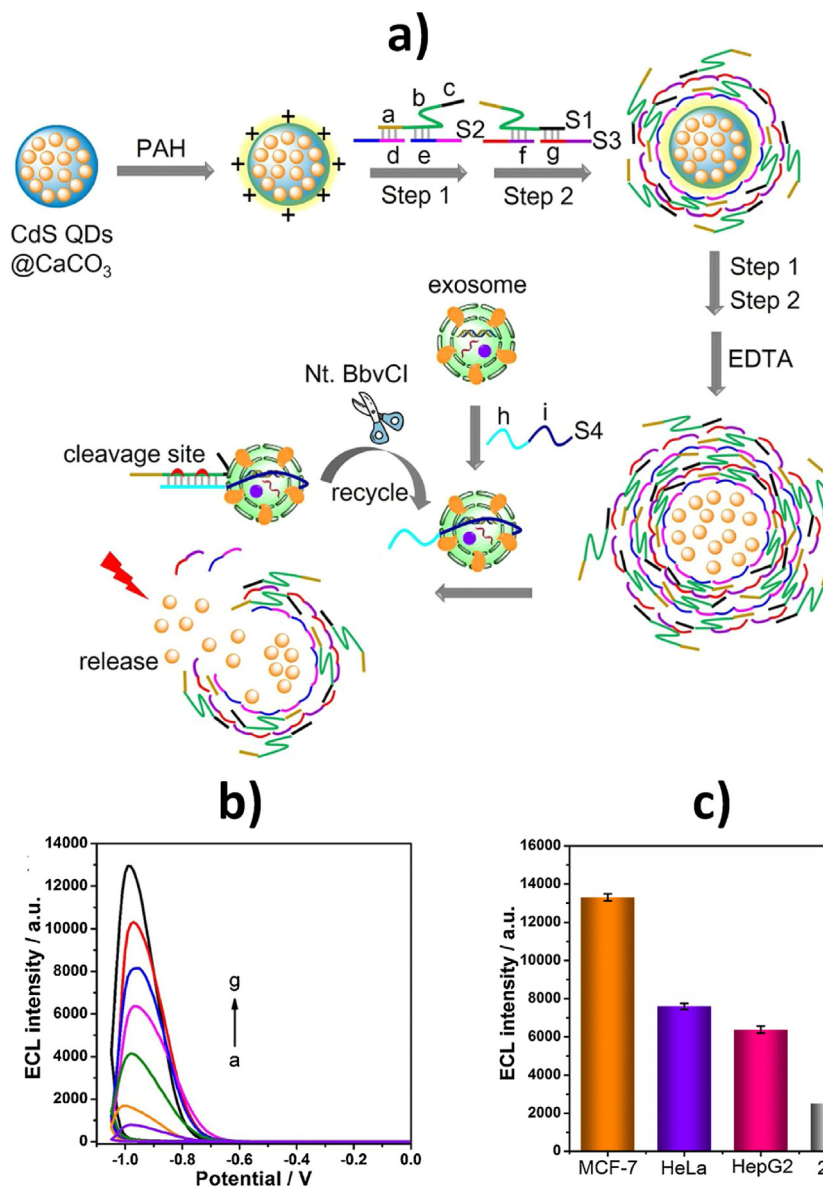 a)
PAH
a
b
c
S1
S2
S3
d
e
f
g
Step 1
Step 2
CdS QDs
@CaCO3
Step 1
Step 2
EDTA
exosome
Nt. BbvCI
h
i
S4
cleavage site
recycle
release
b)
14000
12000
10000
8000
6000
4000
2000
0
ECL intensity / a.u.
g
a
-1.0
-0.8
-0.6
-0.4
-0.2
0.0
Potential / V
c)
16000
14000
12000
10000
8000
6000
4000
2000
0
ECL intensity / a.u.
MCF-7
HeLa
HepG2
2